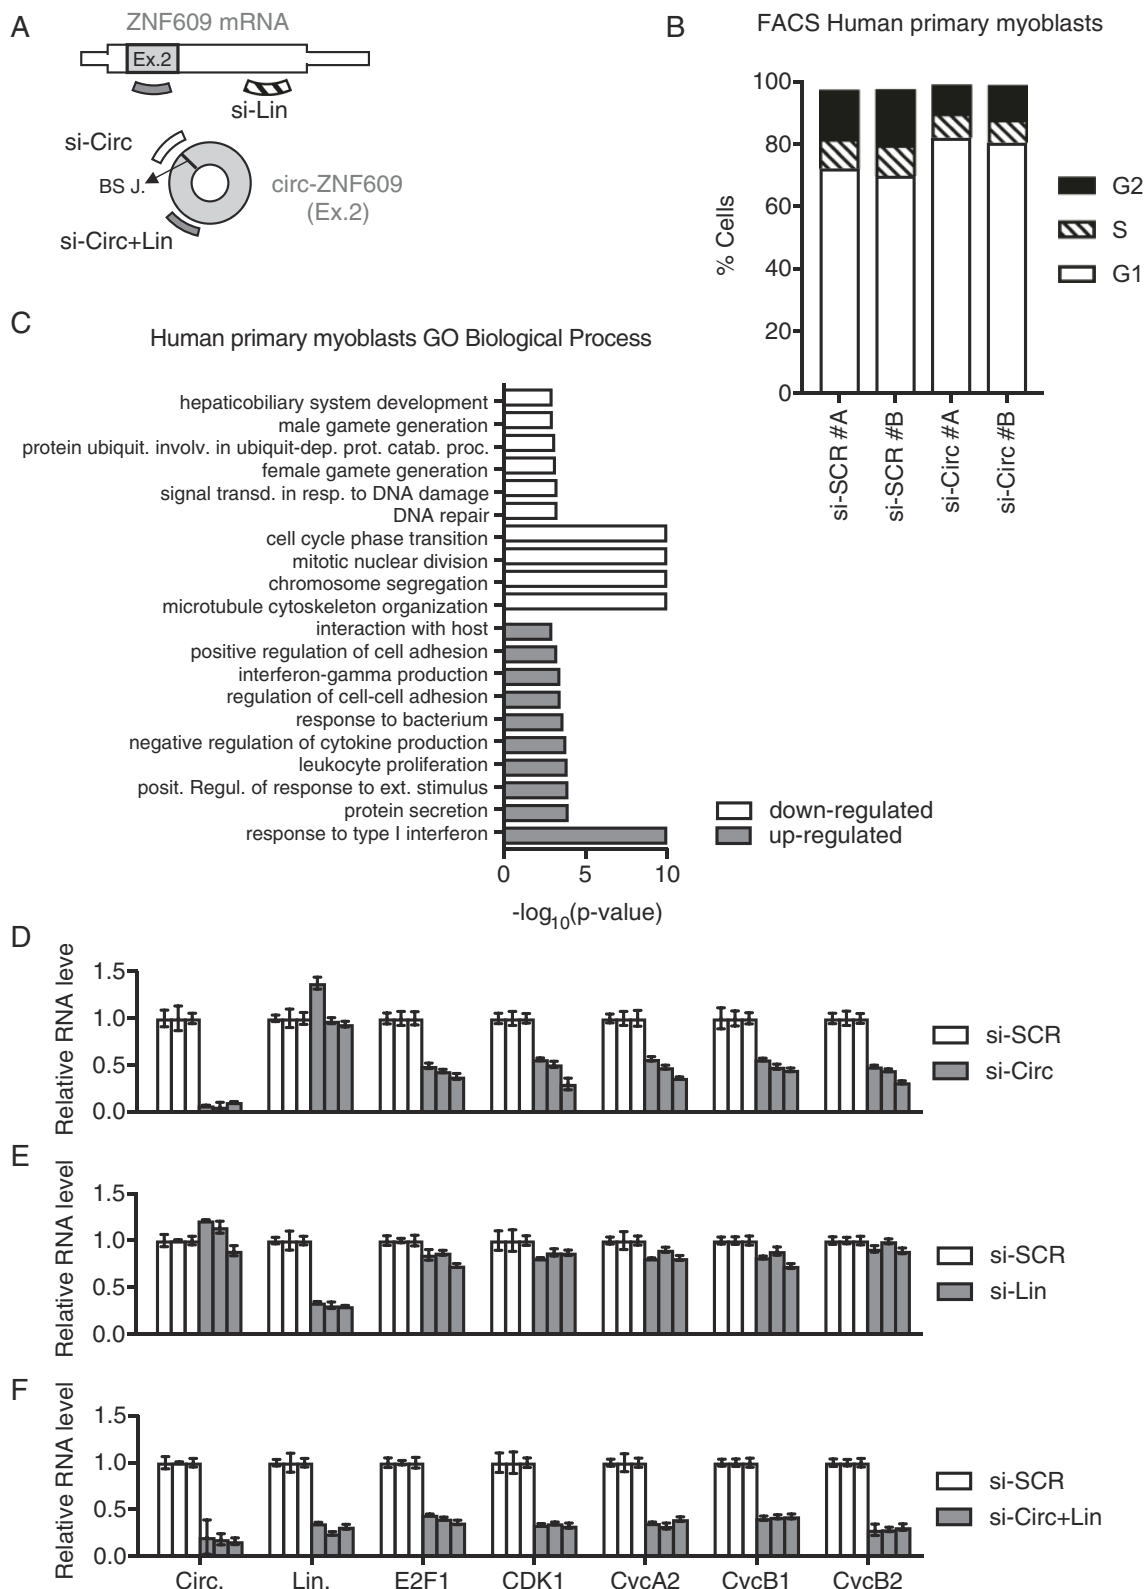 A
ZNF609 mRNA
Ex.2
si-Lin
si-Circ
BS J.
circ-ZNF609
(Ex.2)
si-Circ+Lin
B
FACS Human primary myoblasts
% Cells
100
80
60
40
20
0
si-SCR #A
si-SCR #B
si-Circ #A
si-Circ #B
G2
S
G1
C
Human primary myoblasts GO Biological Process
hepaticobiliary system development
male gamete generation
protein ubiquit. involv. in ubiquit-dep. prot. catab. proc.
female gamete generation
signal transd. in resp. to DNA damage
DNA repair
cell cycle phase transition
mitotic nuclear division
chromosome segregation
microtubule cytoskeleton organization
interaction with host
positive regulation of cell adhesion
interferon-gamma production
regulation of cell-cell adhesion
response to bacterium
negative regulation of cytokine production
leukocyte proliferation
posit. Regul. of response to ext. stimulus
protein secretion
response to type I interferon
0 5 10
-log10(p-value)
down-regulated
up-regulated
D
Relative RNA leve
1.5
1.0
0.5
0.0
si-SCR
si-Circ
E
Relative RNA level
1.5
1.0
0.5
0.0
si-SCR
si-Lin
F
Relative RNA level
1.5
1.0
0.5
0.0
si-SCR
si-Circ+Lin
Circ. Lin. E2F1 CDK1 CycA2 CycB1 CycB2